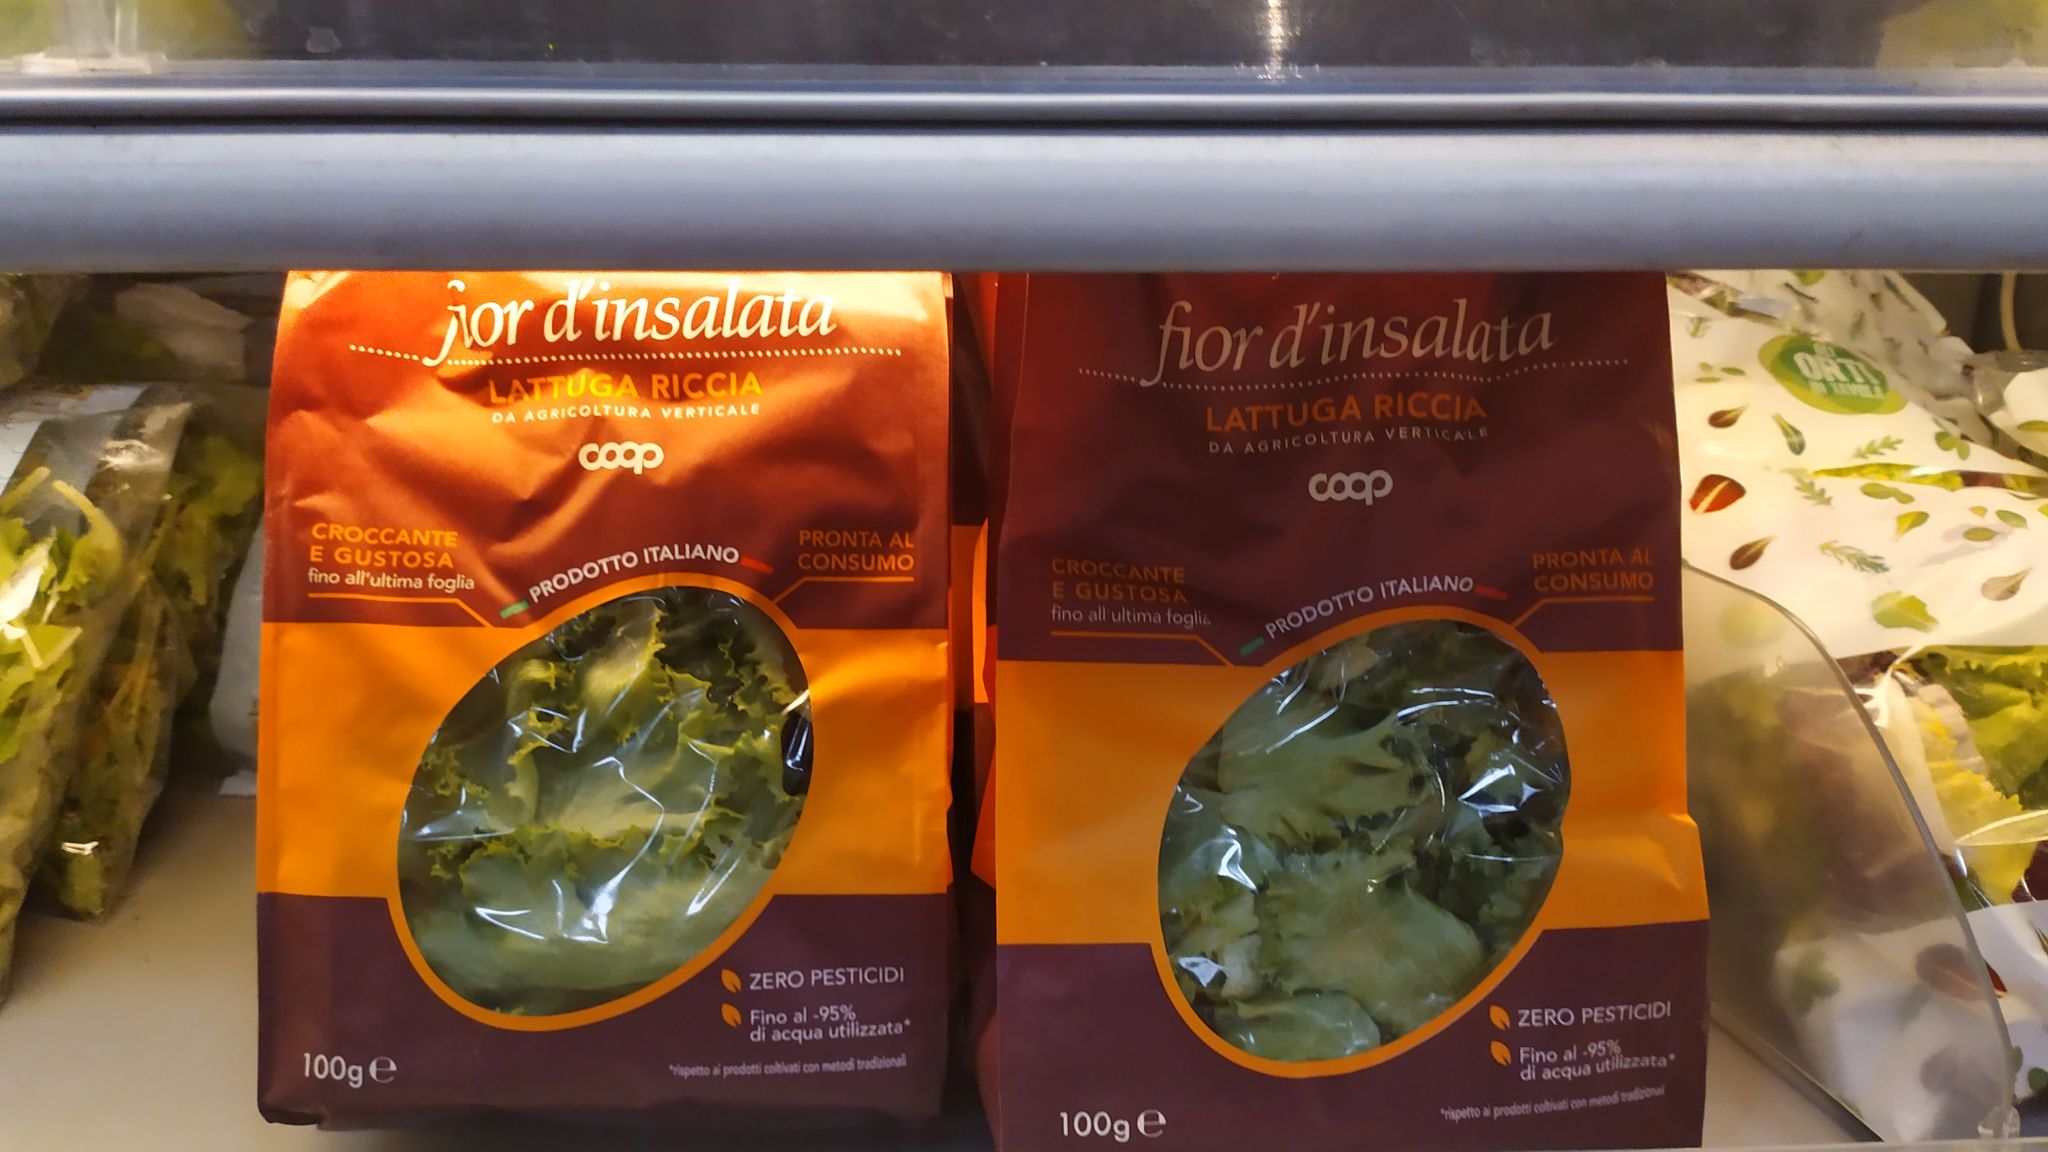 fior d'insalata
LATTUGA RICCIA
DA AGRICOLTURA VERTICALE
coop
CROCCANTE
E GUSTOSA
fino all'ultima foglia
PRODOTTO ITALIANO
PRONTA AL
CONSUMO
ZERO PESTICIDI
Fino al -95%
di acqua utilizzata*
*rispetto ai prodotti coltivati con metodi tradizionali
100g e
fior d'insalata
LATTUGA RICCIA
DA AGRICOLTURA VERTICALE
coop
CROCCANTE
E GUSTOSA
fino all'ultima foglia
PRODOTTO ITALIANO
PRONTA AL
CONSUMO
ZERO PESTICIDI
Fino al -95%
di acqua utilizzata*
*rispetto ai prodotti coltivati con metodi tradizionali
100g e
ORTI